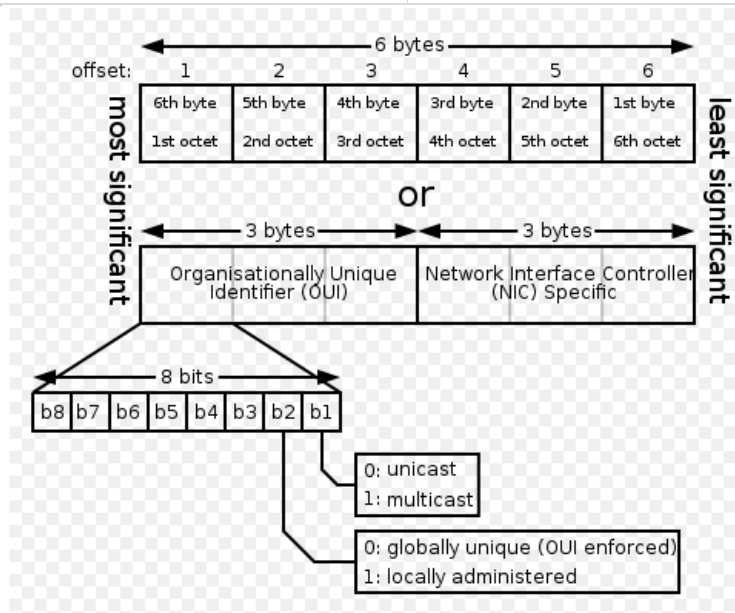 6 bytes
offset: 1 2 3 4 5 6
6th byte 5th byte 4th byte 3rd byte 2nd byte 1st byte
1st octet 2nd octet 3rd octet 4th octet 5th octet 6th octet
most significant
least significant
or
3 bytes 3 bytes
Organisationally Unique
Identifier (OUI)
Network Interface Controller
(NIC) Specific
8 bits
b8 b7 b6 b5 b4 b3 b2 b1
0: unicast
1: multicast
0: globally unique (OUI enforced)
1: locally administered